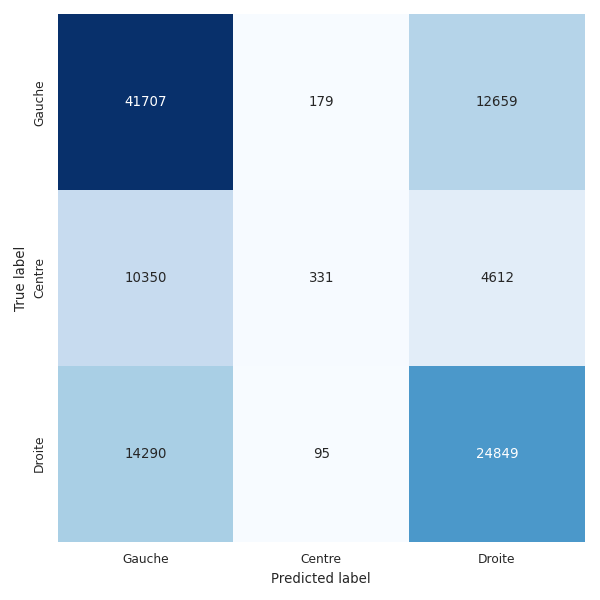 True label
Gauche
41707 179 12659
Centre
10350 331 4612
Droite
14290 95 24849
Gauche Centre Droite
Predicted label